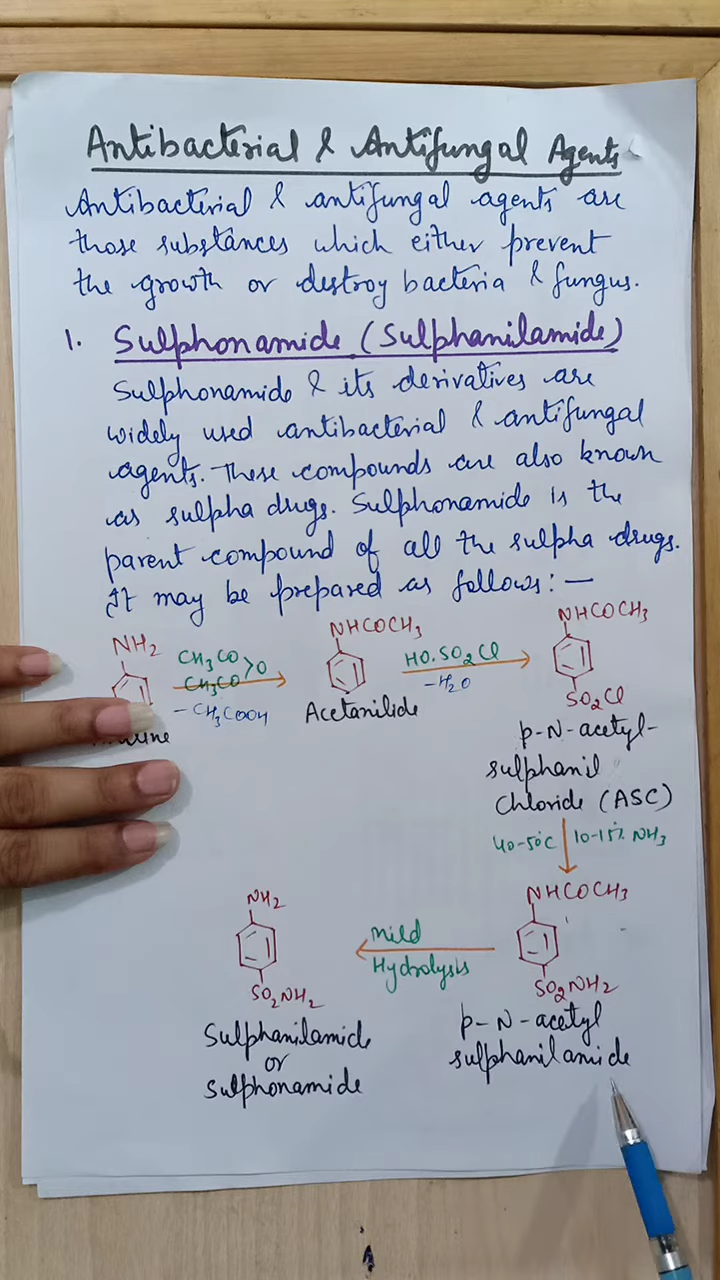 Antibacterial & Antifungal Agents
Antibacterial & antifungal agents are
those substances which either prevent
the growth or destroy bacteria & fungus.
1. Sulphonamide (Sulphanilamide)
Sulphonamide & its derivatives are
widely used antibacterial & antifungal
agents. These compounds are also known
as sulpha drugs. Sulphonamide is the
parent compound of all the sulpha drugs.
It may be prepared as follows:—
NH2
CH3CO
CH3CO >O
-CH3COOH
NHCOCH3
Acetanilide
HO.SO2Cl
-H2O
NHCOCH3
SO2Cl
p-N-acetyl-
sulphanil
chloride (ASC)
40-50°C 10-15% NH3
NHCOCH3
SO2NH2
p-N-acetyl
sulphanilamide
Mild
Hydrolysis
NH2
SO2NH2
Sulphanilamide
or
Sulphonamide